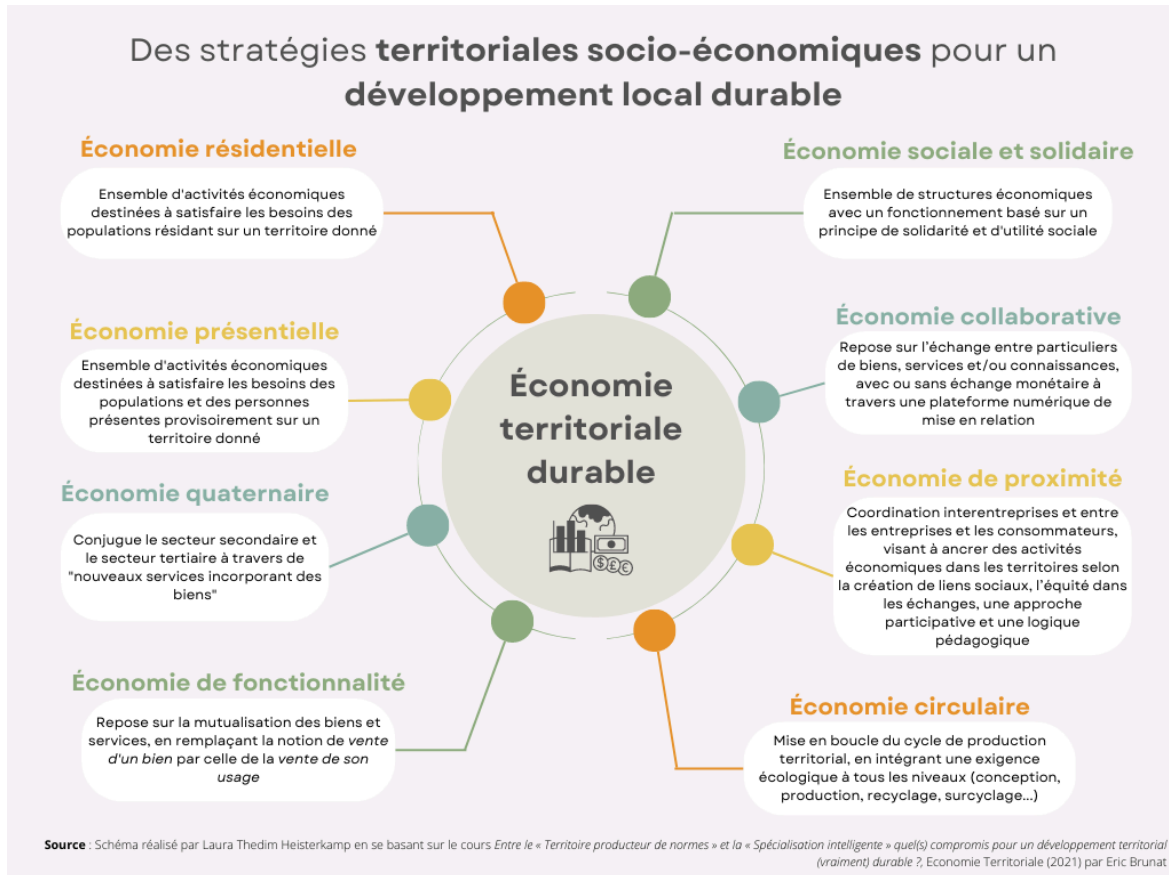 Des stratégies territoriales socio-économiques pour un
développement local durable
Économie résidentielle
Ensemble d'activités économiques
destinées à satisfaire les besoins des
populations résidant sur un territoire donné
Économie présentielle
Ensemble d'activités économiques
destinées à satisfaire les besoins des
populations et des personnes
présentes provisoirement sur un
territoire donné
Économie quaternaire
Conjugue le secteur secondaire et
le secteur tertiaire à travers de
"nouveaux services incorporant des
biens"
Économie de fonctionnalité
Repose sur la mutualisation des biens et
services, en remplaçant la notion de vente
d'un bien par celle de la vente de son
usage
Économie
territoriale
durable
$££
Économie sociale et solidaire
Ensemble de structures économiques
avec un fonctionnement basé sur un
principe de solidarité et d'utilité sociale
Économie collaborative
Repose sur l'échange entre particuliers
de biens, services et/ou connaissances,
avec ou sans échange monétaire à
travers une plateforme numérique de
mise en relation
Économie de proximité
Coordination interentreprises et entre
les entreprises et les consommateurs,
visant à ancrer des activités
économiques dans les territoires selon
la création de liens sociaux, l'équité dans
les échanges, une approche
participative et une logique
pédagogique
Économie circulaire
Mise en boucle du cycle de production
territorial, en intégrant une exigence
écologique à tous les niveaux (conception,
production, recyclage, surcyclage...)
Source : Schéma réalisé par Laura Thedim Heisterkamp en se basant sur le cours Entre le « Territoire producteur de normes » et la « Spécialisation intelligente » quel(s) compromis pour un développement territorial
(vraiment) durable ?, Economie Territoriale (2021) par Eric Brunat